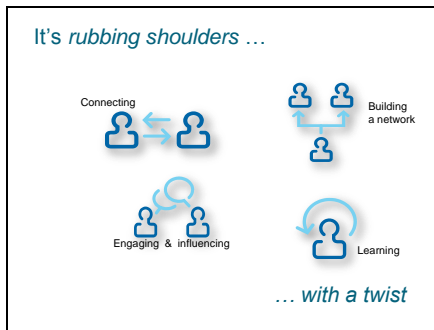 It's rubbing shoulders …
Connecting
Building
a network
Engaging & influencing
Learning
… with a twist